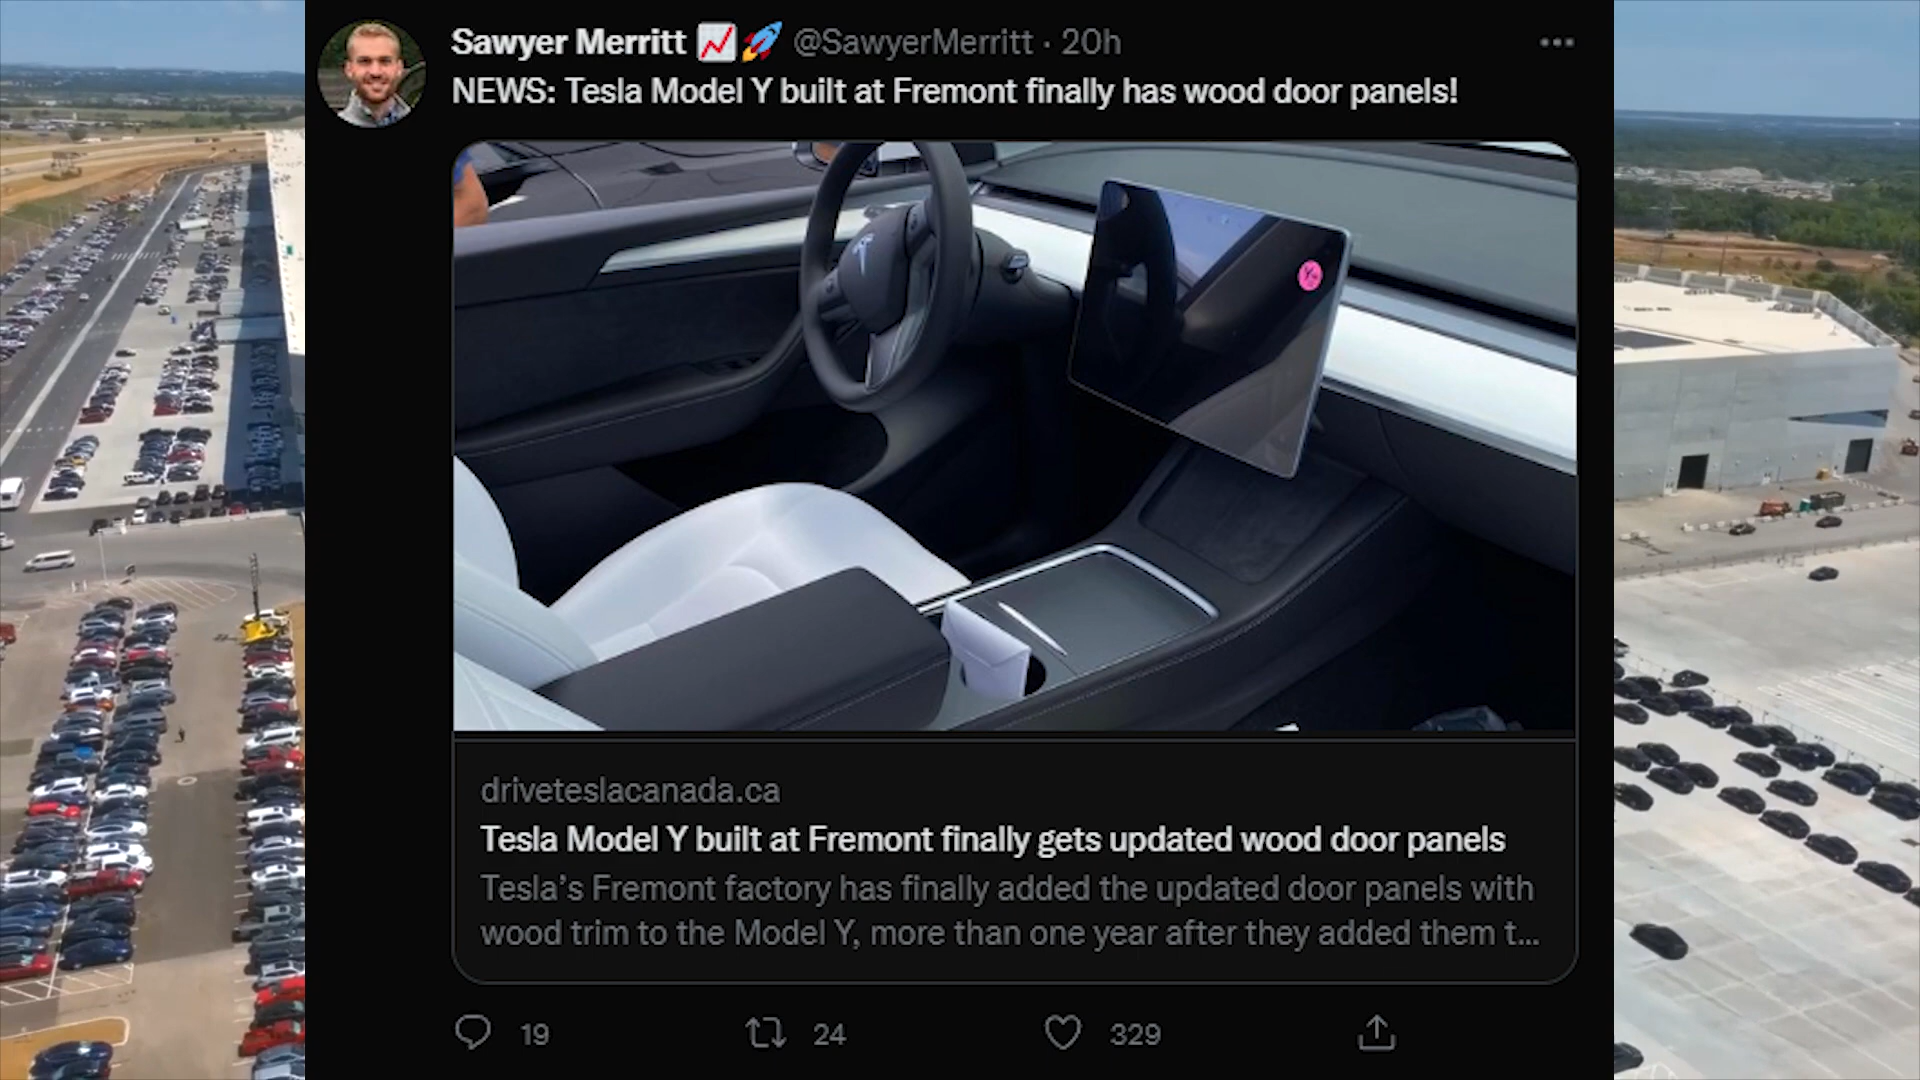 Sawyer Merritt 📈🚀 @SawyerMerritt · 20h
NEWS: Tesla Model Y built at Fremont finally has wood door panels!
Y+
driveteslacanada.ca
Tesla Model Y built at Fremont finally gets updated wood door panels
Tesla’s Fremont factory has finally added the updated door panels with
wood trim to the Model Y, more than one year after they added them t...
19 24 329